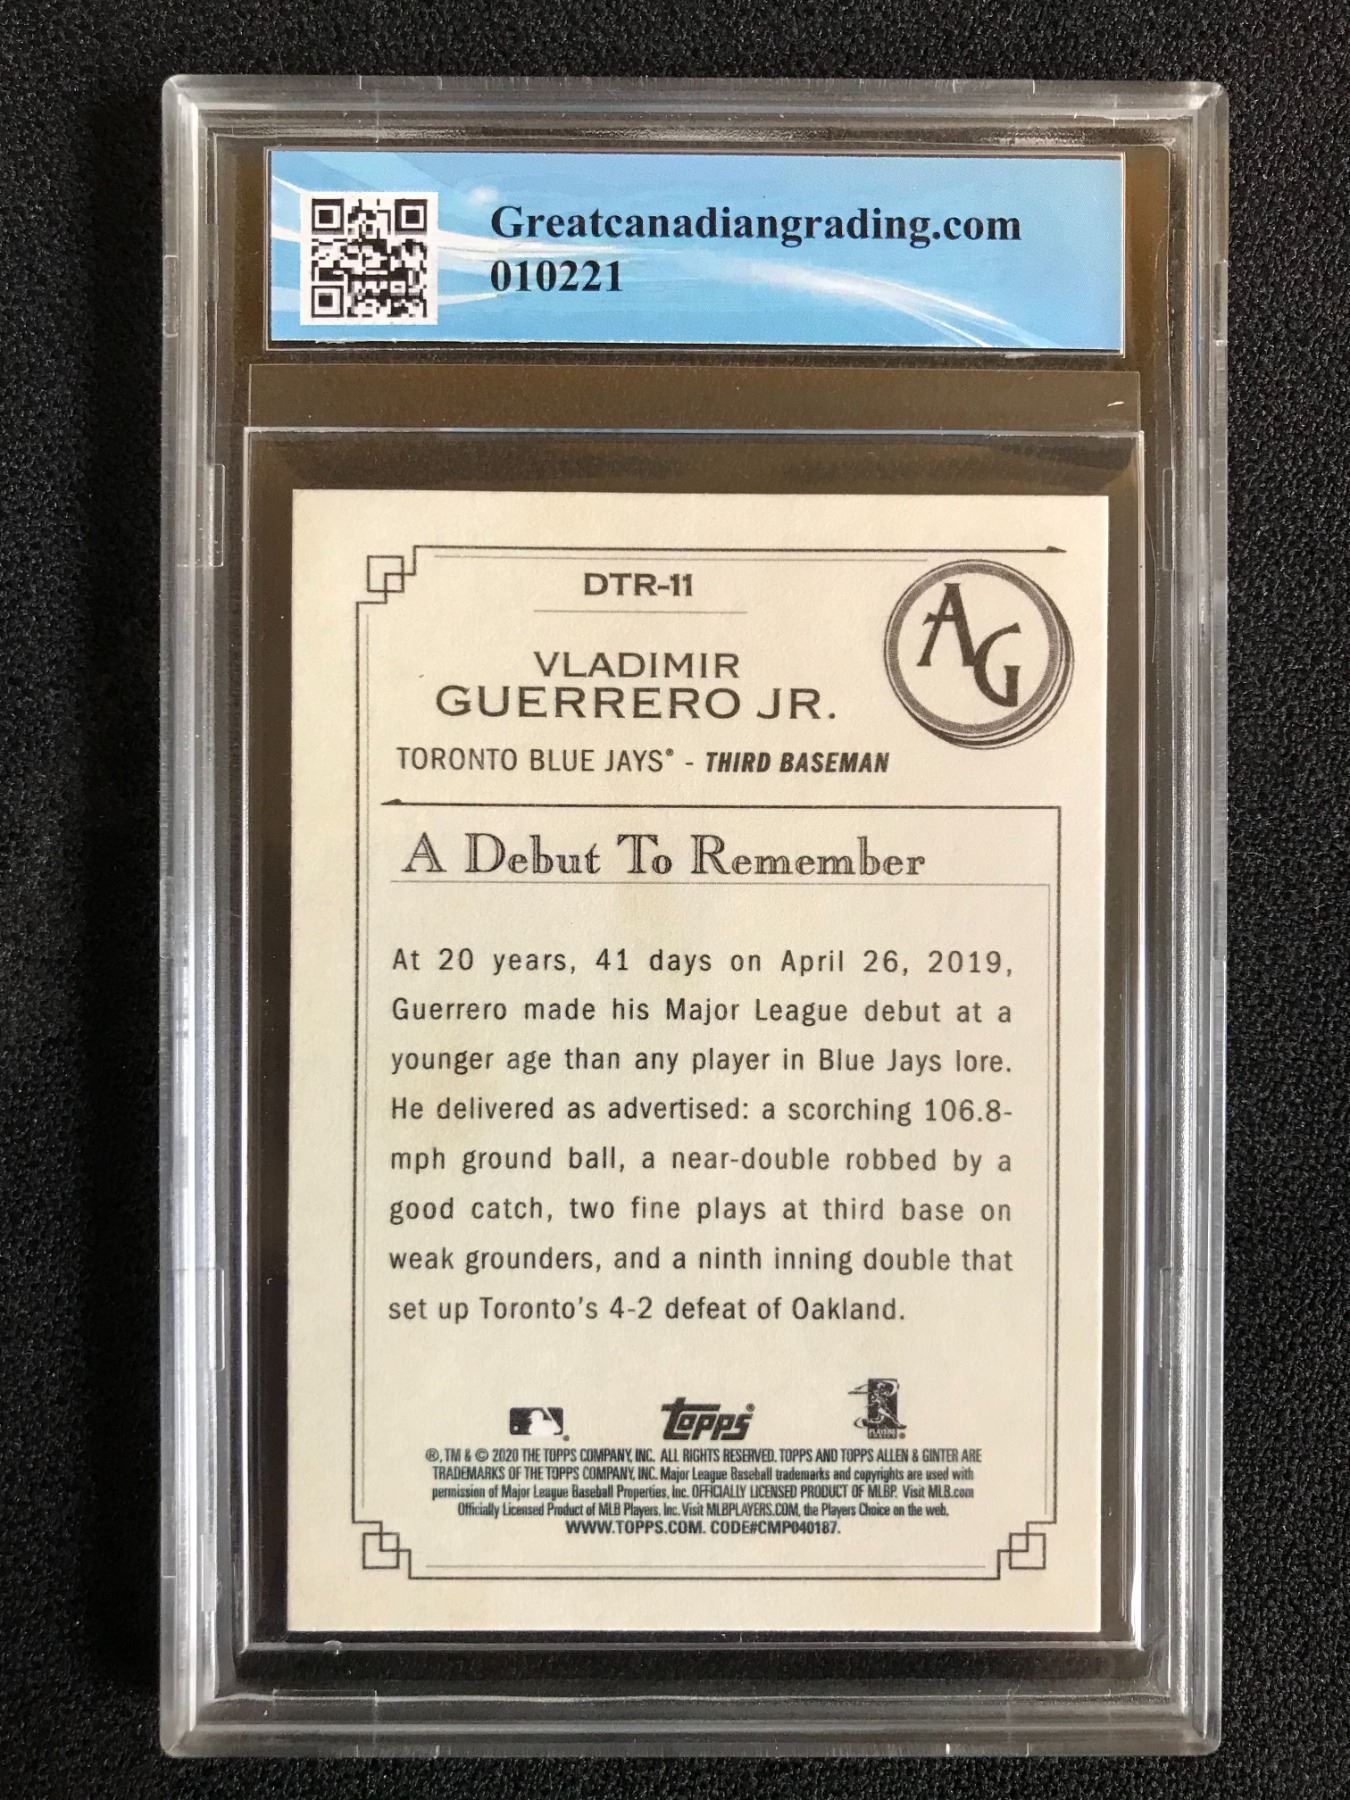 Greatcanadiangrading.com
010221
DTR-11
AG
VLADIMIR
GUERRERO JR.
TORONTO BLUE JAYS® - THIRD BASEMAN
A Debut To Remember
At 20 years, 41 days on April 26, 2019,
Guerrero made his Major League debut at a
younger age than any player in Blue Jays lore.
He delivered as advertised: a scorching 106.8-
mph ground ball, a near-double robbed by a
good catch, two fine plays at third base on
weak grounders, and a ninth inning double that
set up Toronto's 4-2 defeat of Oakland.
topps®
®, TM & © 2020 THE TOPPS COMPANY, INC. ALL RIGHTS RESERVED. TOPPS AND TOPPS ALLEN & GINTER ARE
TRADEMARKS OF THE TOPPS COMPANY, INC. Major League Baseball trademarks and copyrights are used with
permission of Major League Baseball Properties, Inc. OFFICIALLY LICENSED PRODUCT OF MLBP. Visit MLB.com
Officially Licensed Product of MLB Players, Inc. Visit MLBPLAYERS.COM, the Players Choice on the web.
WWW.TOPPS.COM. CODE#CMP040187.